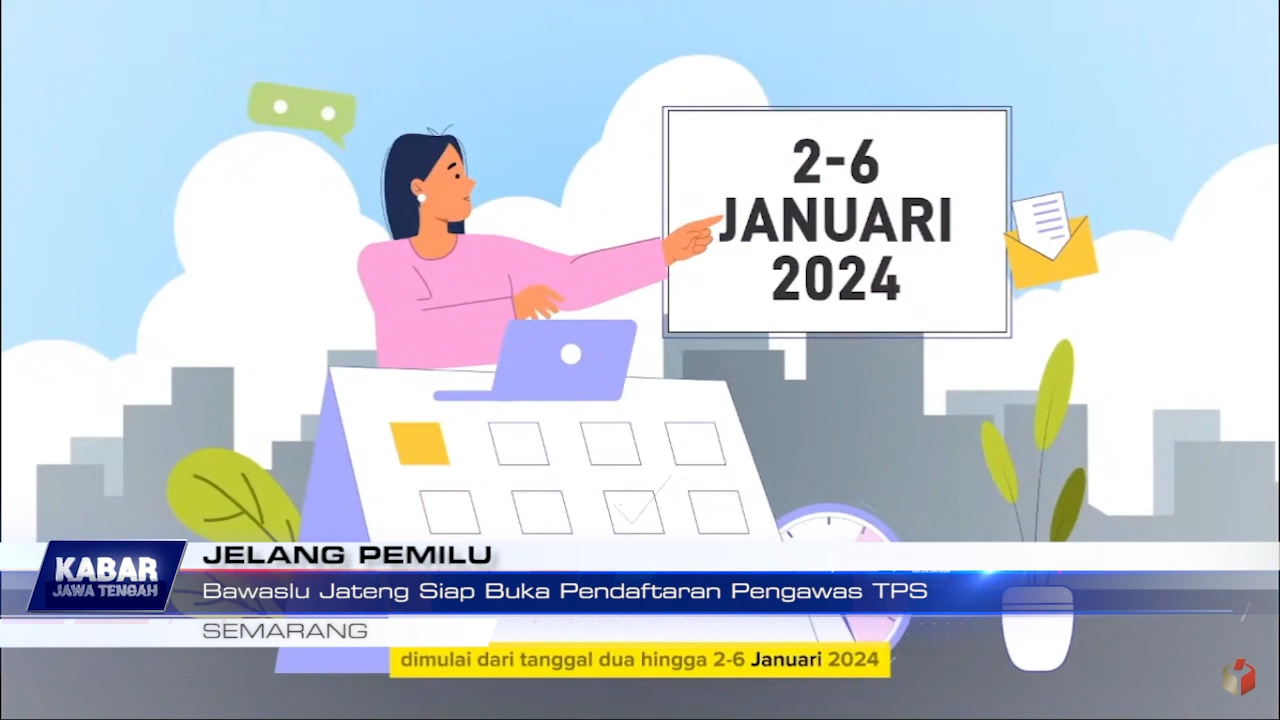 2-6
JANUARI
2024
KABAR
JAWA TENGAH
JELANG PEMILU
Bawaslu Jateng Siap Buka Pendaftaran Pengawas TPS
SEMARANG
dimulai dari tanggal dua hingga 2-6 Januari 2024